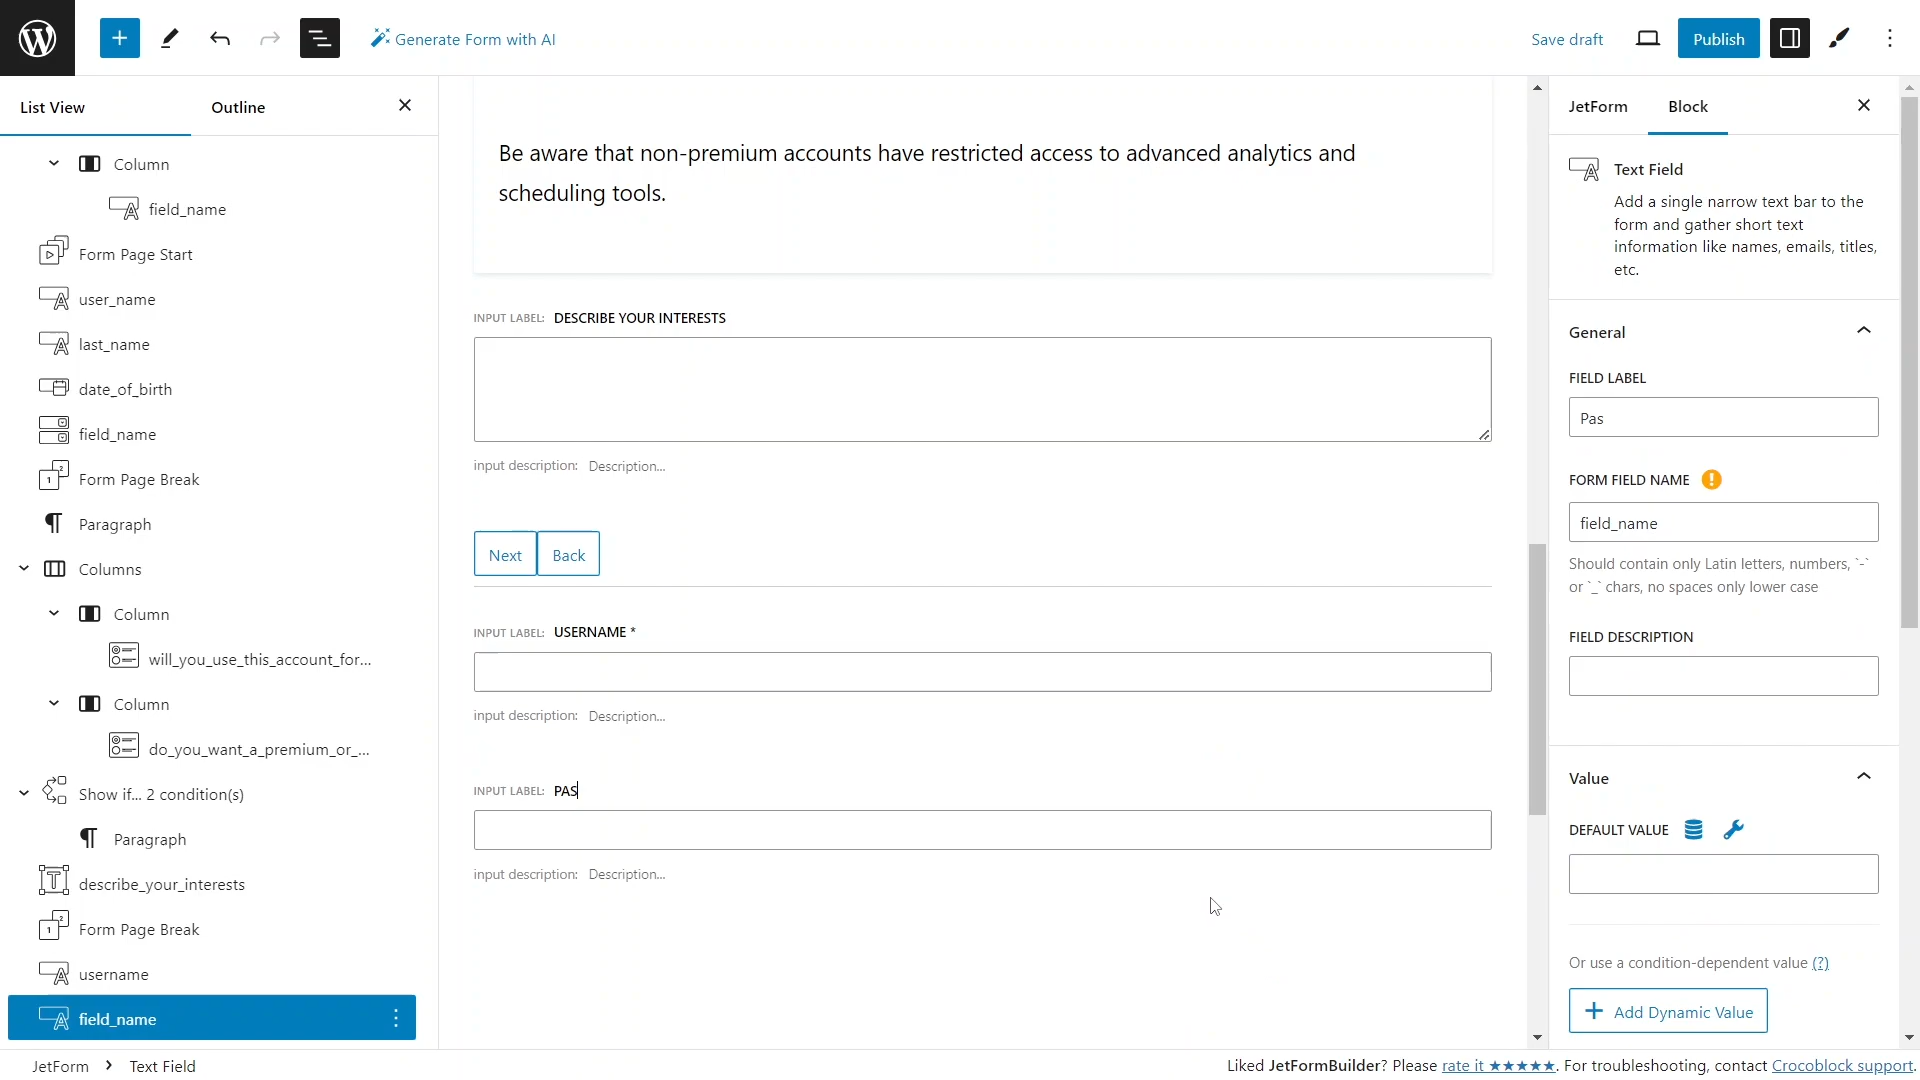 Generate Form with AI
Save draft
Publish
List View
Outline
Column
field_name
Form Page Start
user_name
last_name
date_of_birth
field_name
Form Page Break
Paragraph
Columns
Column
will_you_use_this_account_for...
Column
do_you_want_a_premium_or_...
Show if... 2 condition(s)
Paragraph
describe_your_interests
Form Page Break
username
field_name
Be aware that non-premium accounts have restricted access to advanced analytics and
scheduling tools.
INPUT LABEL: DESCRIBE YOUR INTERESTS
input description: Description...
Next
Back
INPUT LABEL: USERNAME *
input description: Description...
INPUT LABEL: PAS
input description: Description...
JetForm
Block
Text Field
Add a single narrow text bar to the
form and gather short text
information like names, emails, titles,
etc.
General
FIELD LABEL
Pas
FORM FIELD NAME
field_name
Should contain only Latin letters, numbers, `-`
or `_` chars, no spaces only lower case
FIELD DESCRIPTION
Value
DEFAULT VALUE
Or use a condition-dependent value (?)
+ Add Dynamic Value
JetForm > Text Field
Liked JetFormBuilder? Please rate it ★★★★★. For troubleshooting, contact Crocoblock support.